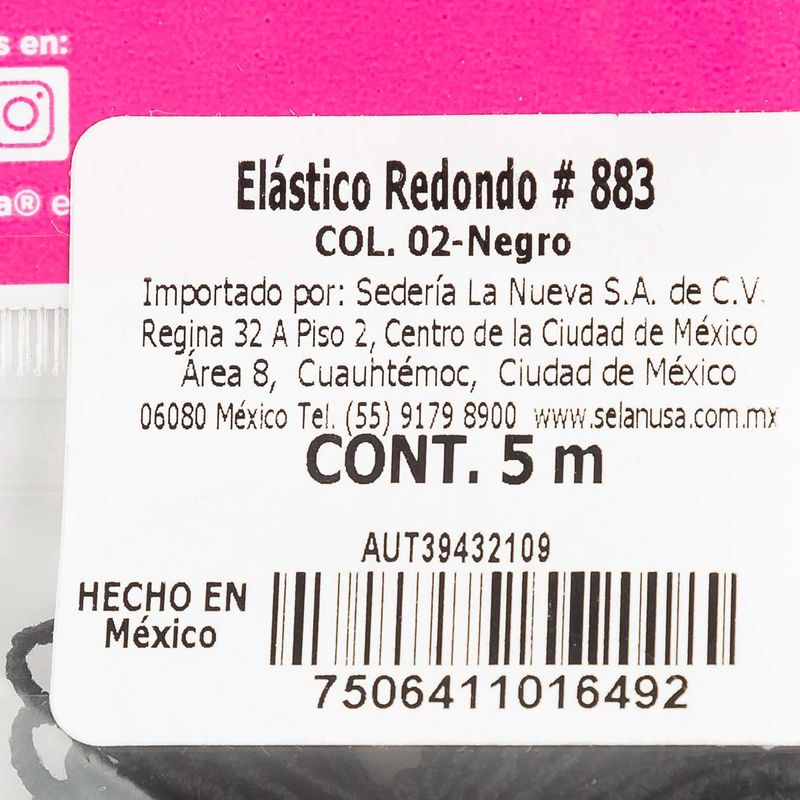 s en:
a® e
Elástico Redondo # 883
COL. 02-Negro
Importado por: Sedería La Nueva S.A. de C.V.
Regina 32 A Piso 2, Centro de la Ciudad de México
Área 8, Cuauhtémoc, Ciudad de México
06080 México Tel. (55) 9179 8900 www.selanusa.com.mx
CONT. 5 m
AUT39432109
HECHO EN
México
7506411016492